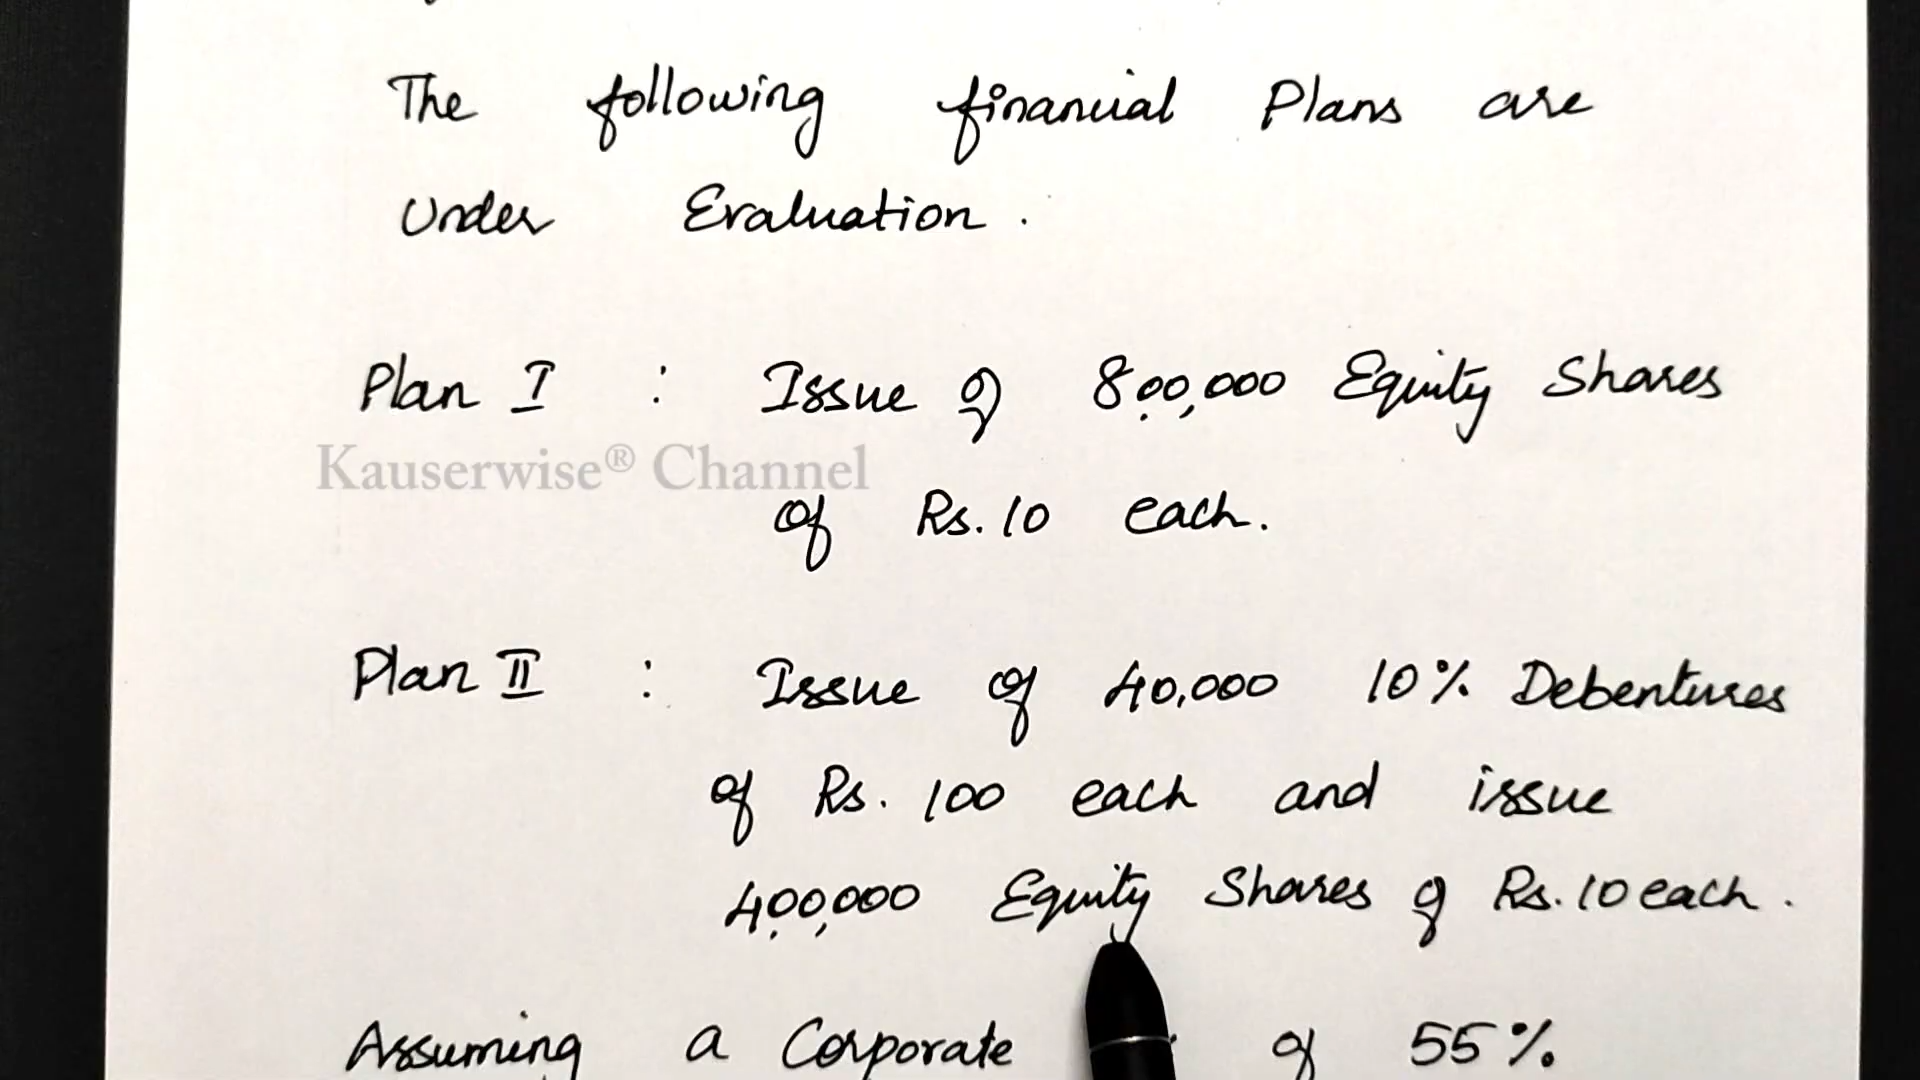 The following financial Plans are
Under Evaluation.
Plan I : Issue of 8,00,000 Equity Shares
Kauserwise® Channel
of Rs. 10 each.
Plan II : Issue of 40,000 10% Debentures
of Rs. 100 each and issue
4,00,000 Equity Shares of Rs. 10 each.
Assuming a Corporate of 55%